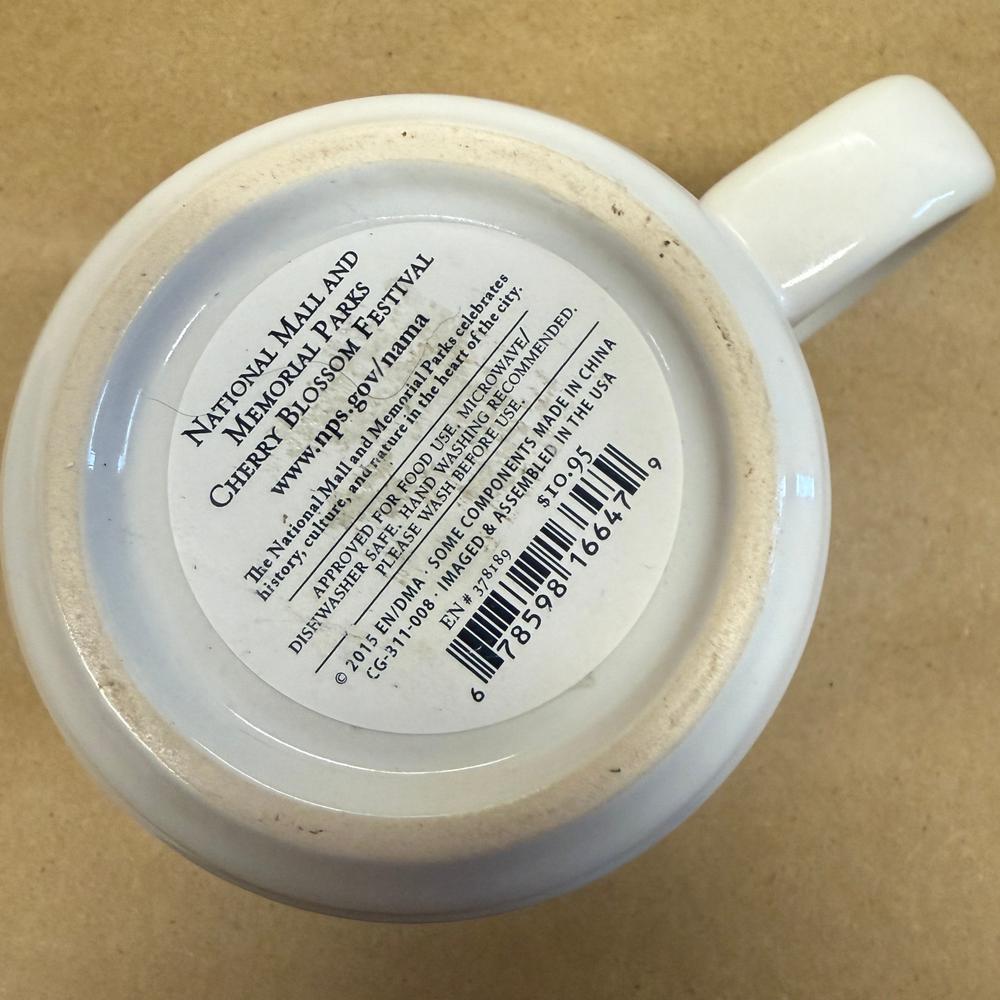 NATIONAL MALL AND
MEMORIAL PARKS
CHERRY BLOSSOM FESTIVAL
www.nps.gov/nama
The National Mall and Memorial Parks celebrates
history, culture, and nature in the heart of the city.
APPROVED FOR FOOD USE. MICROWAVE/
DISHWASHER SAFE. HAND WASHING RECOMMENDED.
PLEASE WASH BEFORE USE.
© 2015 EN/DMA · SOME COMPONENTS MADE IN CHINA
CG-311-008 · IMAGED & ASSEMBLED IN THE USA
EN # 378189 $10.95
6 78598 16647 9